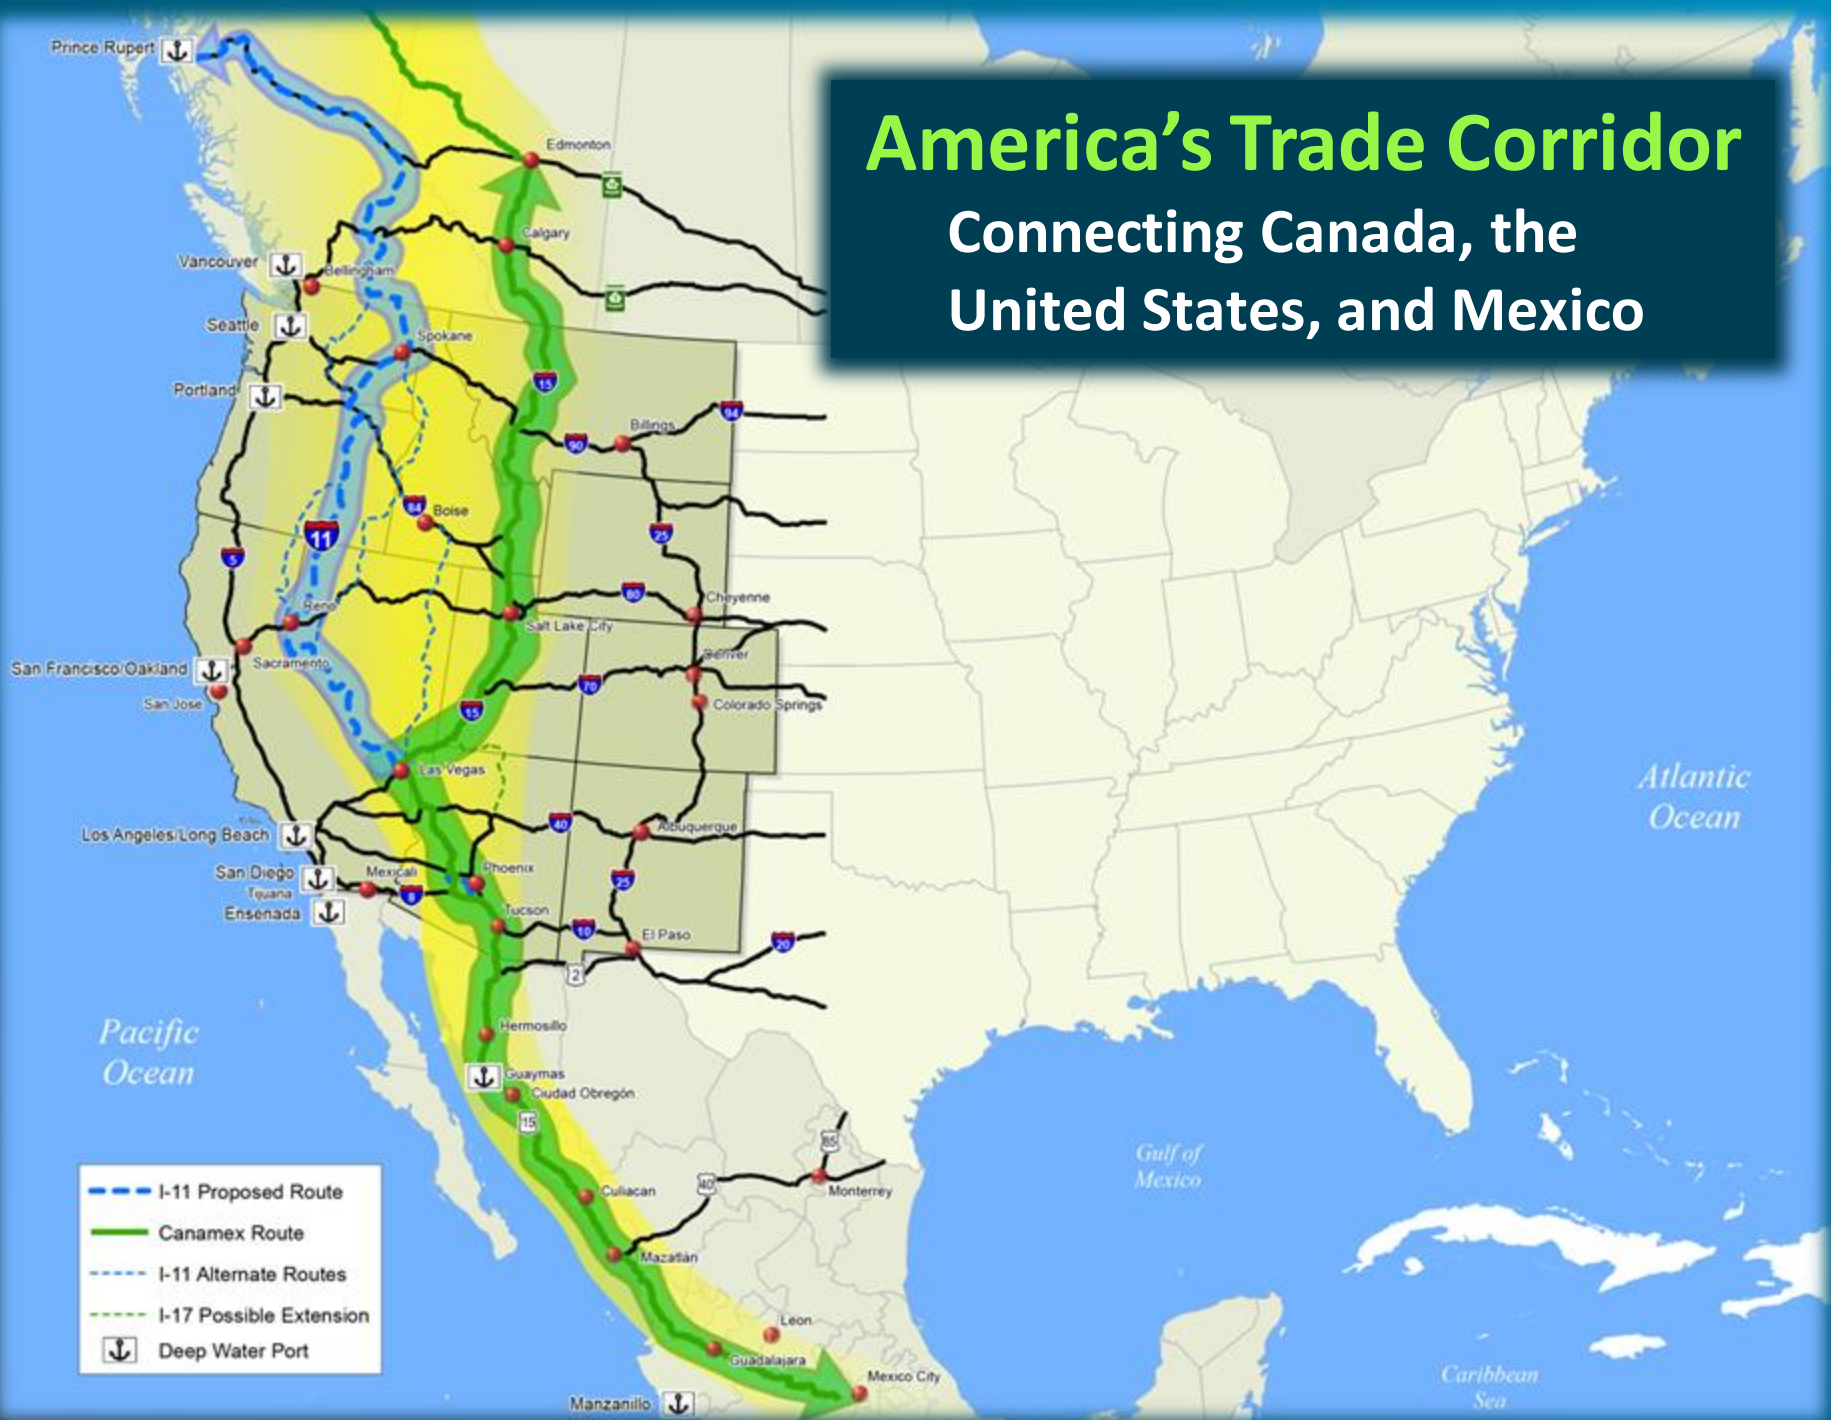 America's Trade Corridor
Connecting Canada, the
United States, and Mexico
Prince Rupert
Edmonton
Calgary
Vancouver
Bellingham
Seattle
Spokane
Portland
15
94
Billings
90
84
Boise
25
11
5
80
Cheyenne
Reno
Salt Lake City
Denver
Sacramento
San Francisco/Oakland
70
San Jose
15
Colorado Springs
Las Vegas
Atlantic
Ocean
40
Albuquerque
Los Angeles/Long Beach
Phoenix
San Diego
Mexicali
25
Tijuana
8
Ensenada
Tucson
10
El Paso
20
2
Pacific
Ocean
Hermosillo
Guaymas
Ciudad Obregón
15
85
Gulf of
Mexico
40
Monterrey
Culiacan
Mazatlán
I-11 Proposed Route
Canamex Route
I-11 Alternate Routes
I-17 Possible Extension
Deep Water Port
Leon
Guadalajara
Mexico City
Manzanillo
Caribbean
Sea